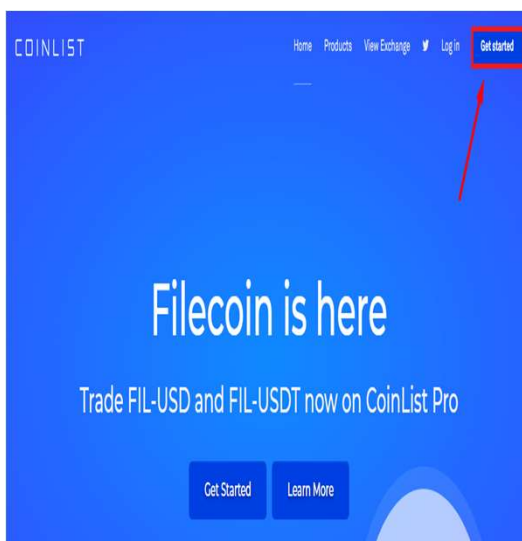 COINLIST Home Products View Exchange Log in Get started
Filecoin is here
Trade FIL-USD and FIL-USDT now on CoinList Pro
Get Started Learn More